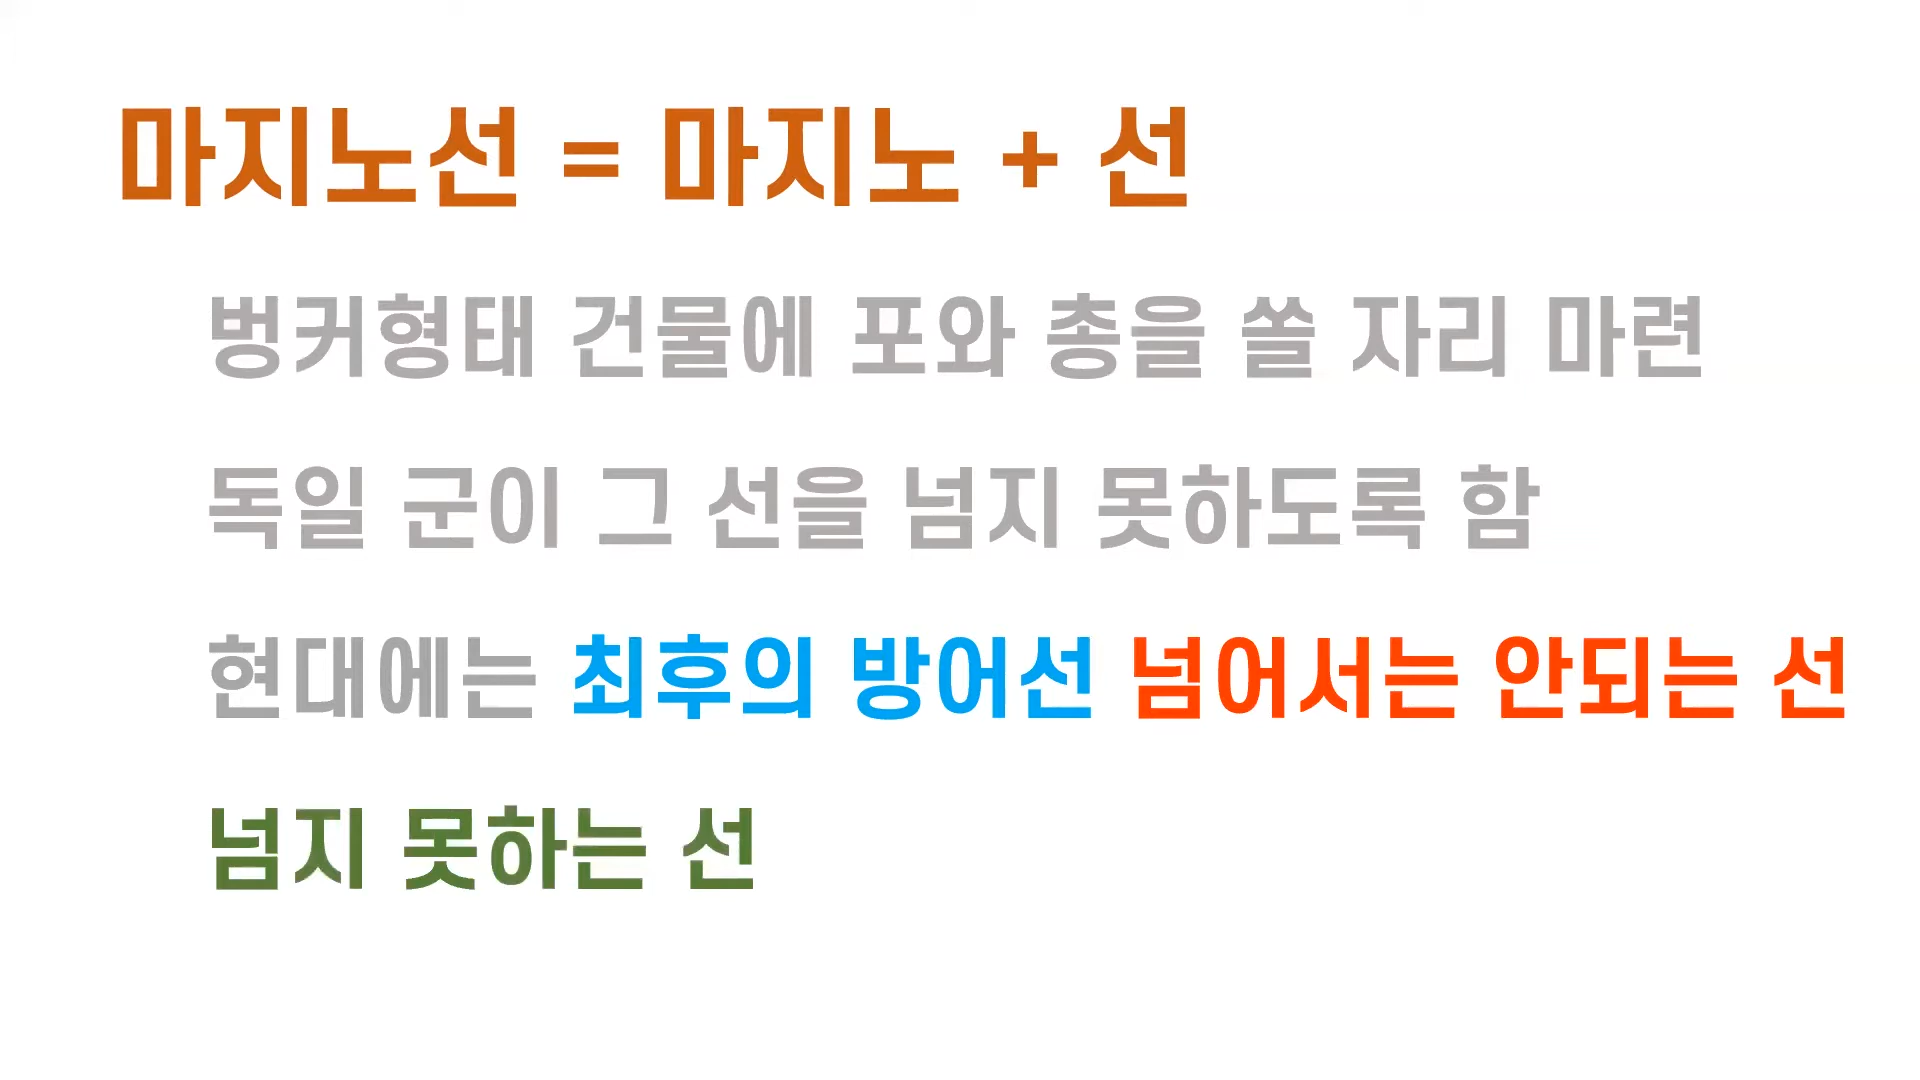 마지노선 = 마지노 + 선
벙커형태 건물에 포와 총을 쏠 자리 마련
독일 군이 그 선을 넘지 못하도록 함
현대에는 최후의 방어선 넘어서는 안되는 선
넘지 못하는 선